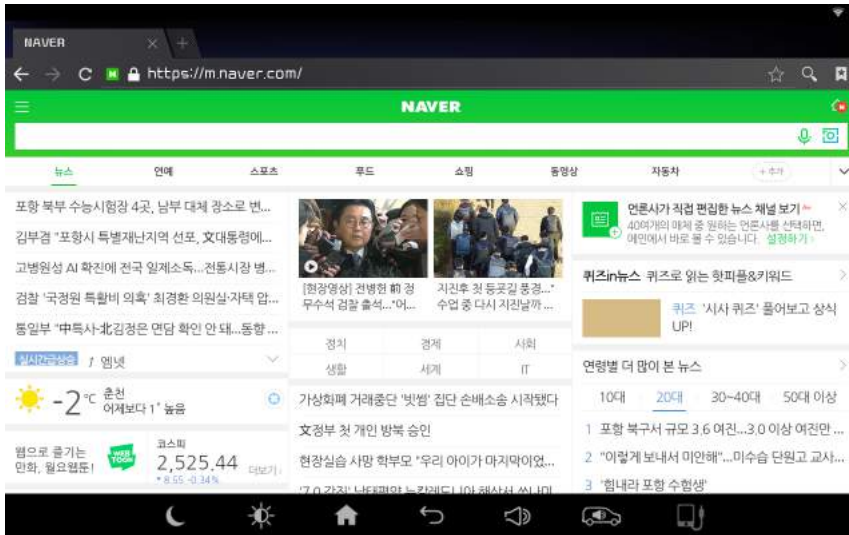 NAVER
https://m.naver.com/
NAVER
뉴스
연예
스포츠
푸드
쇼핑
동영상
자동차
+ 추가
포항 북부 수능시험장 4곳, 남부 대체 장소로 변...
김부겸 "포항시 특별재난지역 선포, 文대통령에...
고병원성 AI 확진에 전국 일제소독...전통시장 병...
검찰 '국정원 특활비 의혹' 최경환 의원실·자택 압...
통일부 "中특사-北김정은 면담 확인 안 돼...동향 ...
실시간급상승 1 엠넷
-2℃ 춘천
어제보다 1˚ 높음
웹으로 즐기는
만화, 월요웹툰!
WEB
TOON
코스피
2,525.44
더보기
8.55 -0.34%
[현장영상] 전병헌 前 정
무수석 검찰 출석..."어...
지진후 첫 등굣길 풍경..."
수업 중 다시 지진날까 ...
정치
경제
사회
생활
세계
IT
가상화폐 거래중단 '빗썸' 집단 손배소송 시작됐다
文정부 첫 개인 방북 승인
현장실습 사망 학부모 "우리 아이가 마지막이었...
언론사가 직접 편집한 뉴스 채널 보기
40여개의 매체 중 원하는 언론사를 선택하면,
메인에서 바로 볼 수 있습니다. 설정하기
퀴즈in뉴스 퀴즈로 읽는 핫피플&키워드
퀴즈 '시사 퀴즈' 풀어보고 상식
UP!
연령별 더 많이 본 뉴스
10대
20대
30~40대
50대 이상
1 포항 북구서 규모 3.6 여진...3.0 이상 여진만 ...
2 "이렇게 보내서 미안해"...미수습 단원고 교사...
3 '힘내라 포항 수험생'